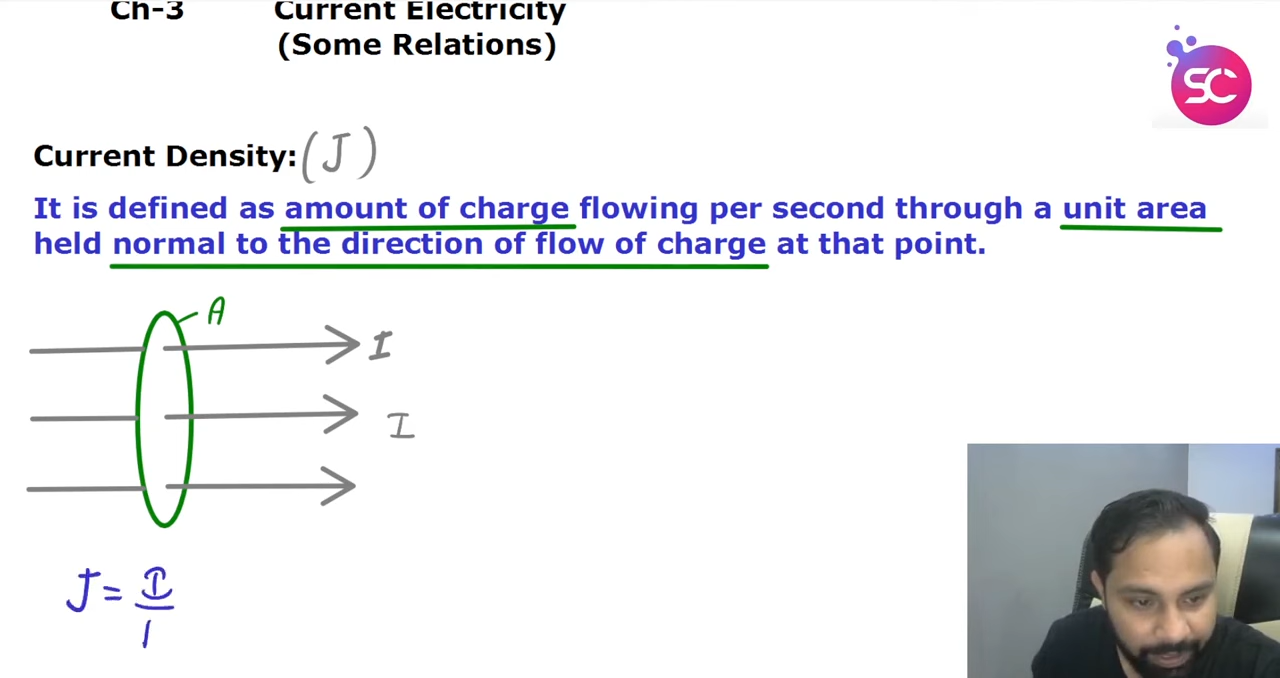 Ch-3 Current Electricity
(Some Relations)
SC
Current Density: (J)
It is defined as amount of charge flowing per second through a unit area
held normal to the direction of flow of charge at that point.
A
I
I
J = I